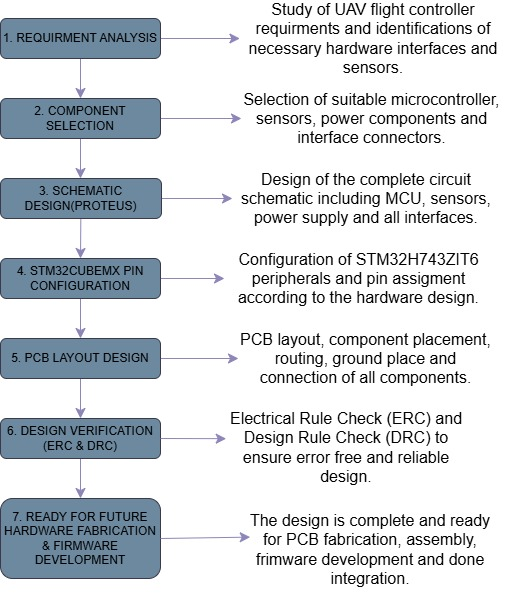 1. REQUIRMENT ANALYSIS
Study of UAV flight controller
requirments and identifications of
necessary hardware interfaces and
sensors.
2. COMPONENT
SELECTION
Selection of suitable microcontroller,
sensors, power components and
interface connectors.
3. SCHEMATIC
DESIGN(PROTEUS)
Design of the complete circuit
schematic including MCU, sensors,
power supply and all interfaces.
4. STM32CUBEMX PIN
CONFIGURATION
Configuration of STM32H743ZIT6
peripherals and pin assigment
according to the hardware design.
5. PCB LAYOUT DESIGN
PCB layout, component placement,
routing, ground place and
connection of all components.
6. DESIGN VERIFICATION
(ERC & DRC)
Electrical Rule Check (ERC) and
Design Rule Check (DRC) to
ensure error free and reliable
design.
7. READY FOR FUTURE
HARDWARE FABRICATION
& FIRMWARE
DEVELOPMENT
The design is complete and ready
for PCB fabrication, assembly,
frimware development and done
integration.